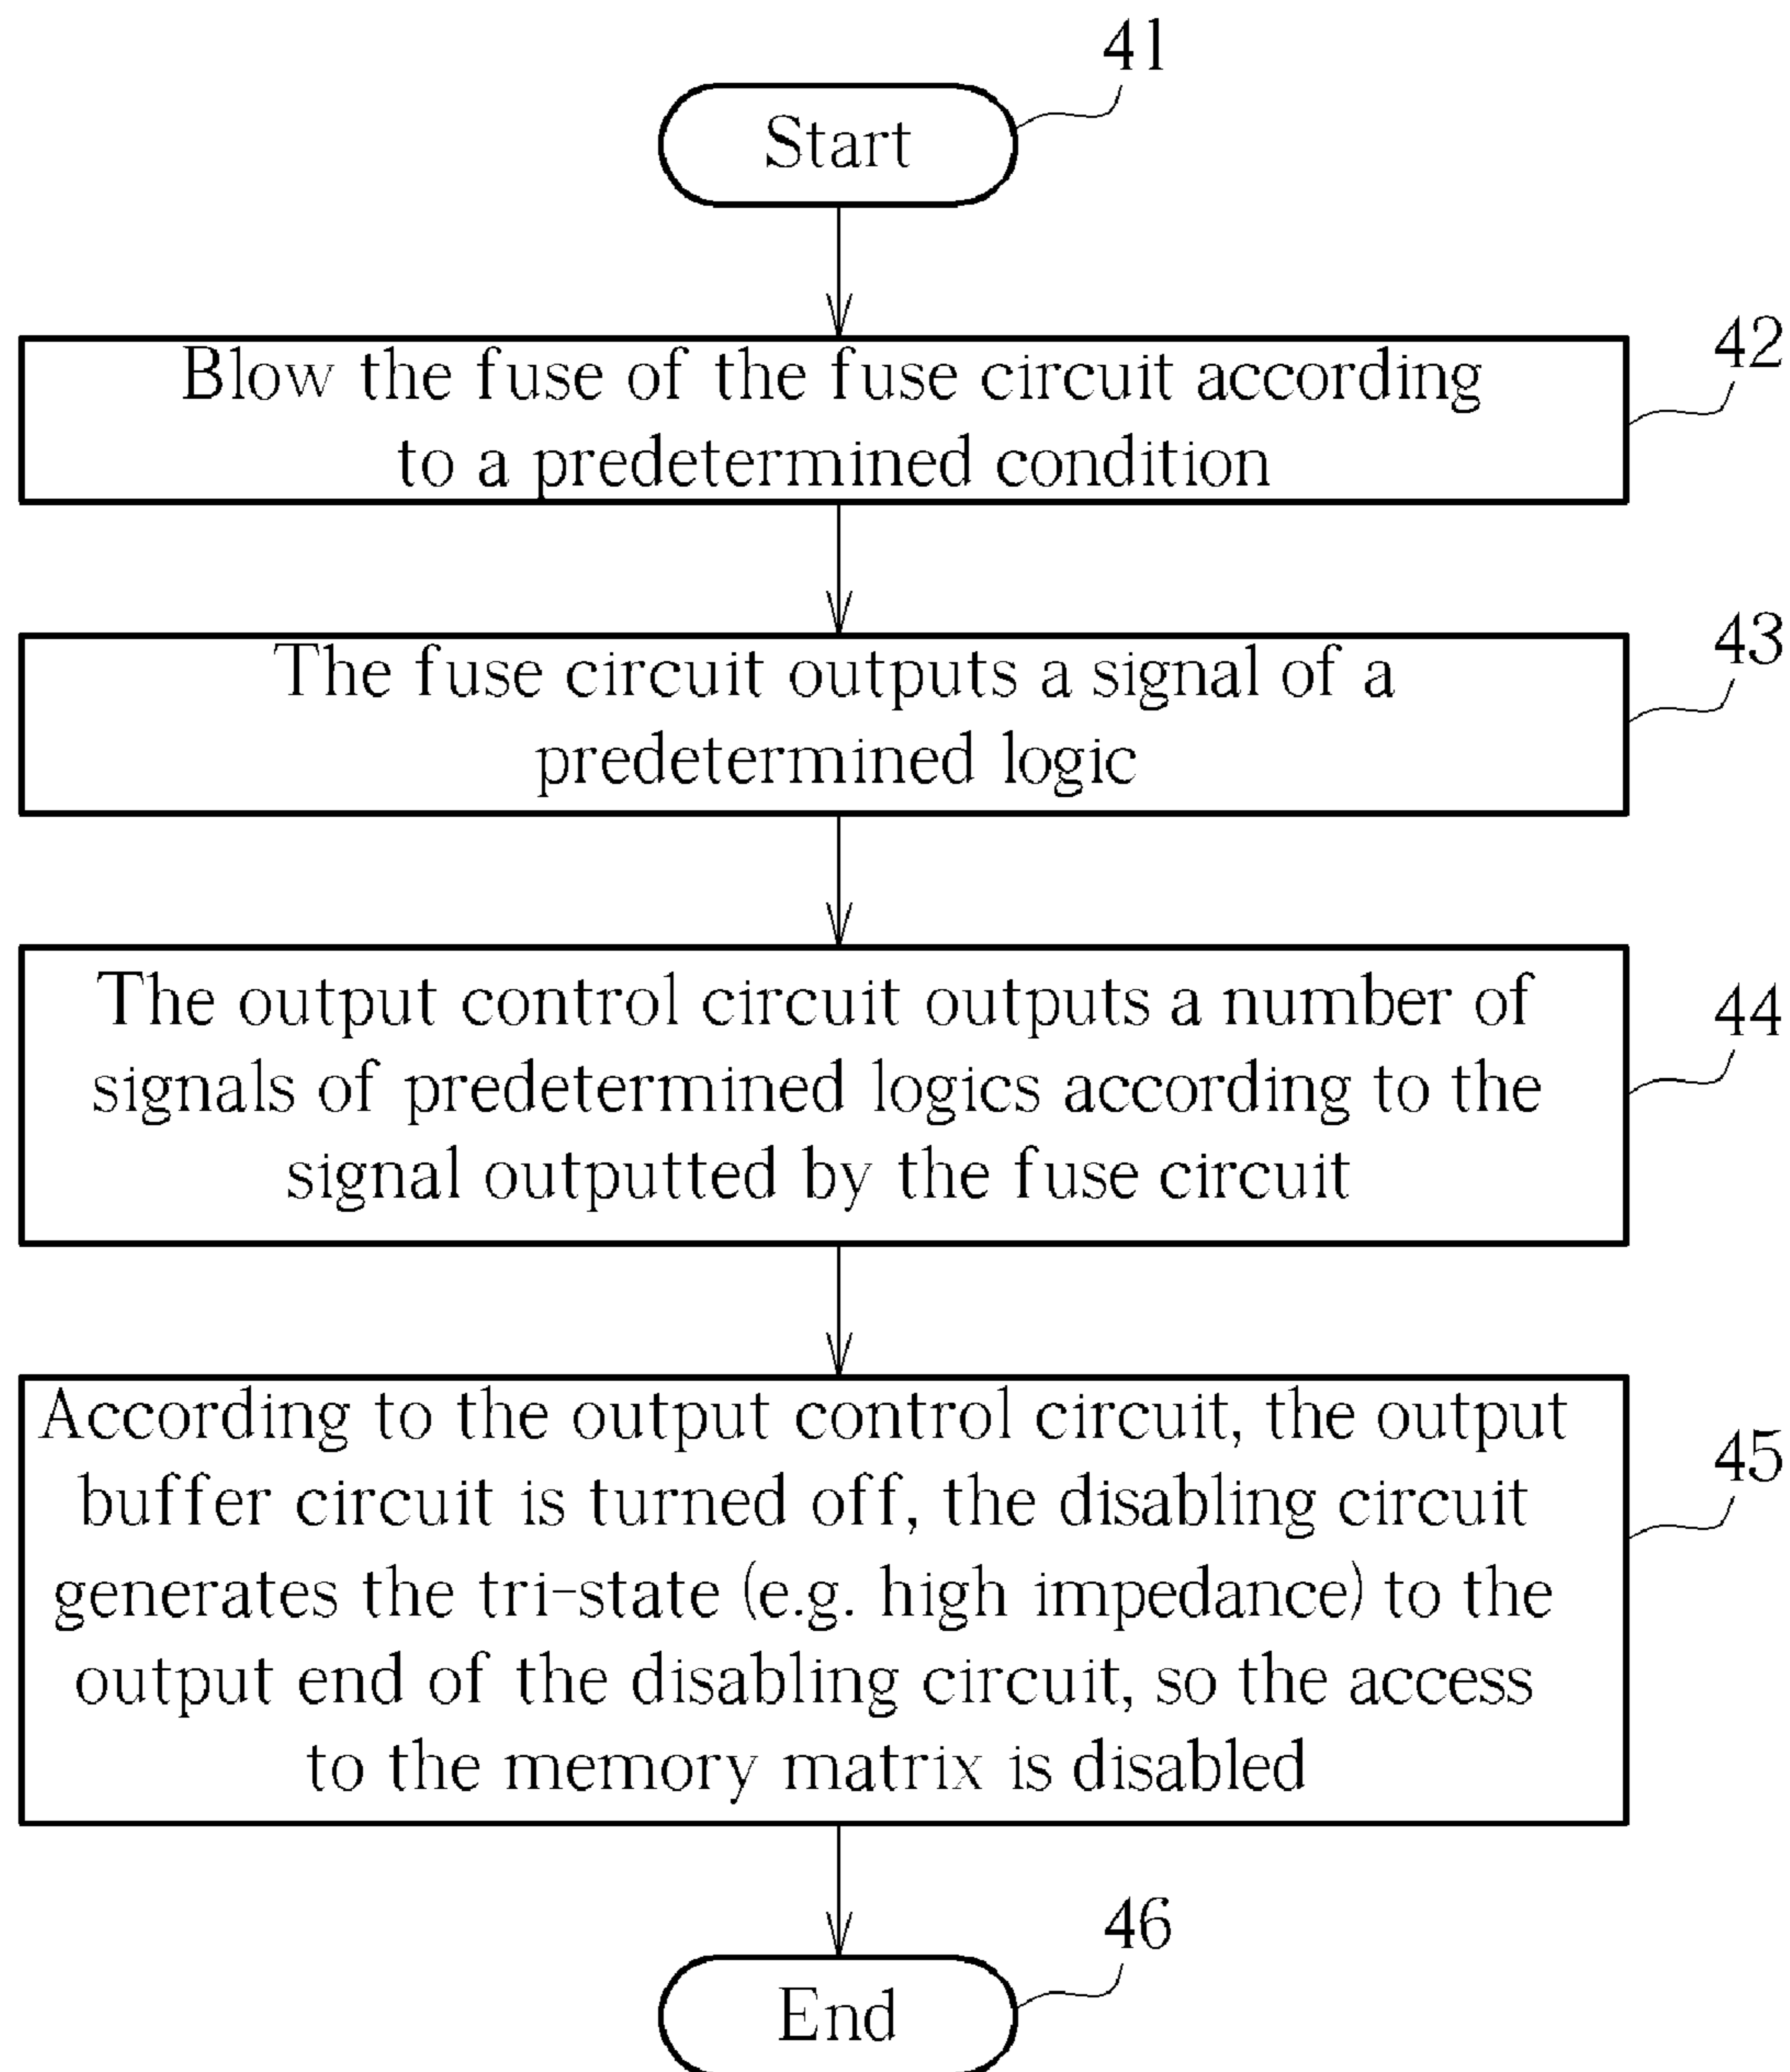 41
Start
42
Blow the fuse of the fuse circuit according
to a predetermined condition
43
The fuse circuit outputs a signal of a
predetermined logic
44
The output control circuit outputs a number of
signals of predetermined logics according to the
signal outputted by the fuse circuit
45
According to the output control circuit, the output
buffer circuit is turned off, the disabling circuit
generates the tri-state (e.g. high impedance) to the
output end of the disabling circuit, so the access
to the memory matrix is disabled
46
End